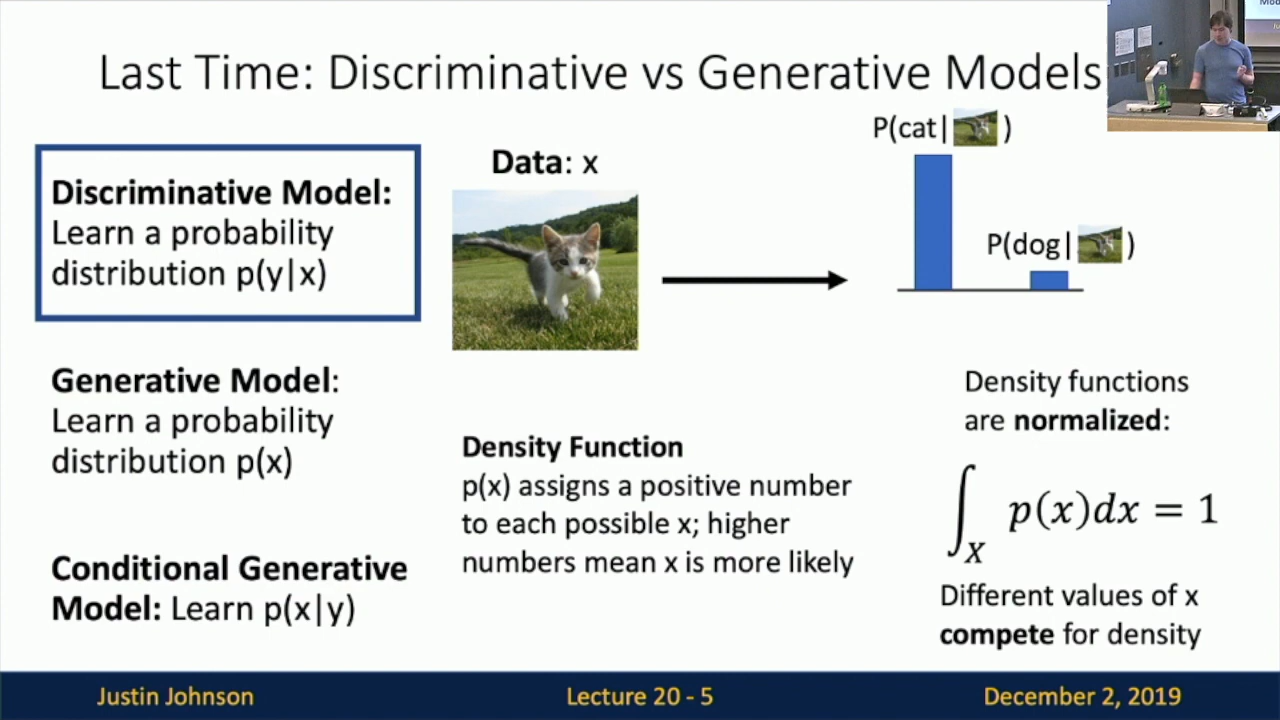 Last Time: Discriminative vs Generative Models
Discriminative Model:
Learn a probability
distribution p(y|x)
Data: x
P(cat| )
P(dog| )
Generative Model:
Learn a probability
distribution p(x)
Density Function
p(x) assigns a positive number
to each possible x; higher
numbers mean x is more likely
Density functions
are normalized:
∫_X p(x)dx = 1
Different values of x
compete for density
Conditional Generative
Model: Learn p(x|y)
Justin Johnson
Lecture 20 - 5
December 2, 2019